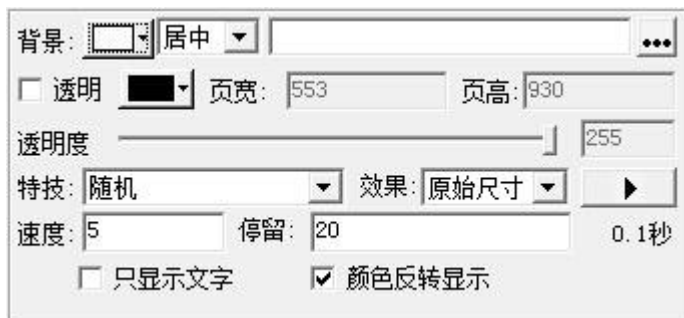 背景: 居中 •••
透明 页宽: 553 页高: 930
透明度 255
特技: 随机 效果: 原始尺寸
速度: 5 停留: 20 0.1秒
只显示文字 颜色反转显示